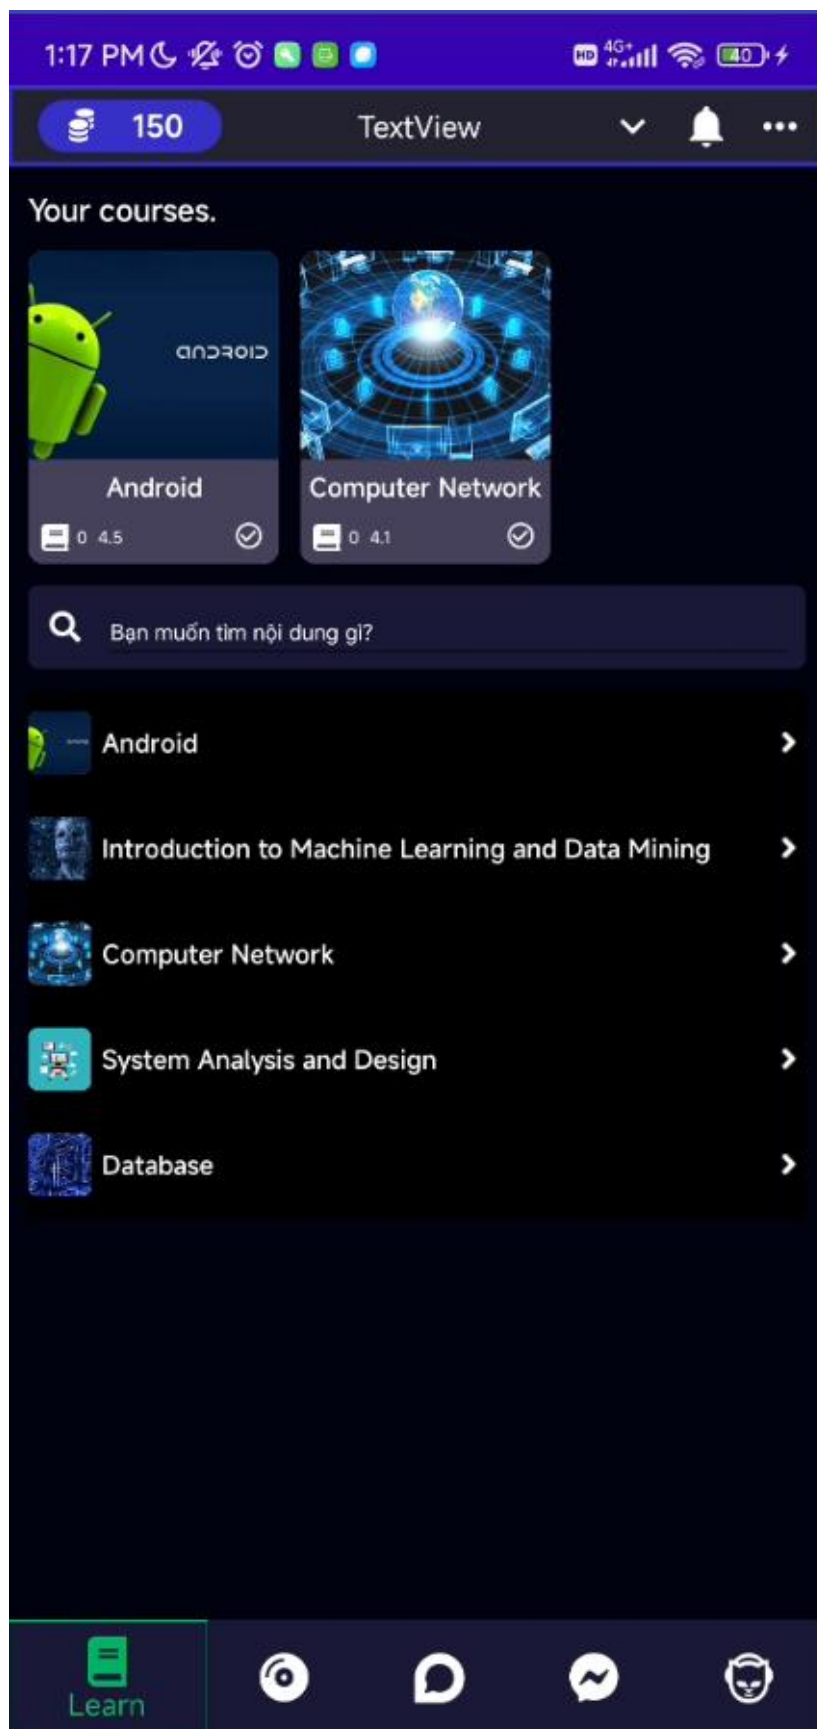 1:17 PM
HD 4G+ 40
150
TextView
Your courses.
android
Android
0 4.5
Computer Network
0 4.1
Bạn muốn tìm nội dung gì?
Android
Introduction to Machine Learning and Data Mining
Computer Network
System Analysis and Design
Database
Learn